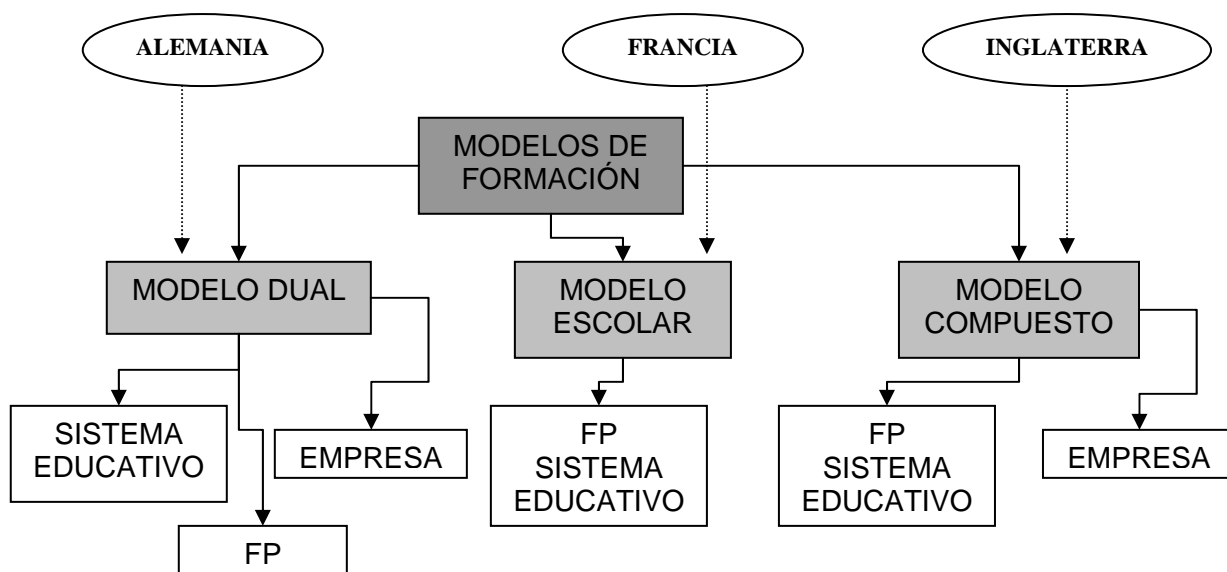 ALEMANIA
FRANCIA
INGLATERRA
MODELOS DE
FORMACIÓN
MODELO DUAL
MODELO
ESCOLAR
MODELO
COMPUESTO
SISTEMA
EDUCATIVO
FP
EMPRESA
FP
SISTEMA
EDUCATIVO
FP
SISTEMA
EDUCATIVO
EMPRESA